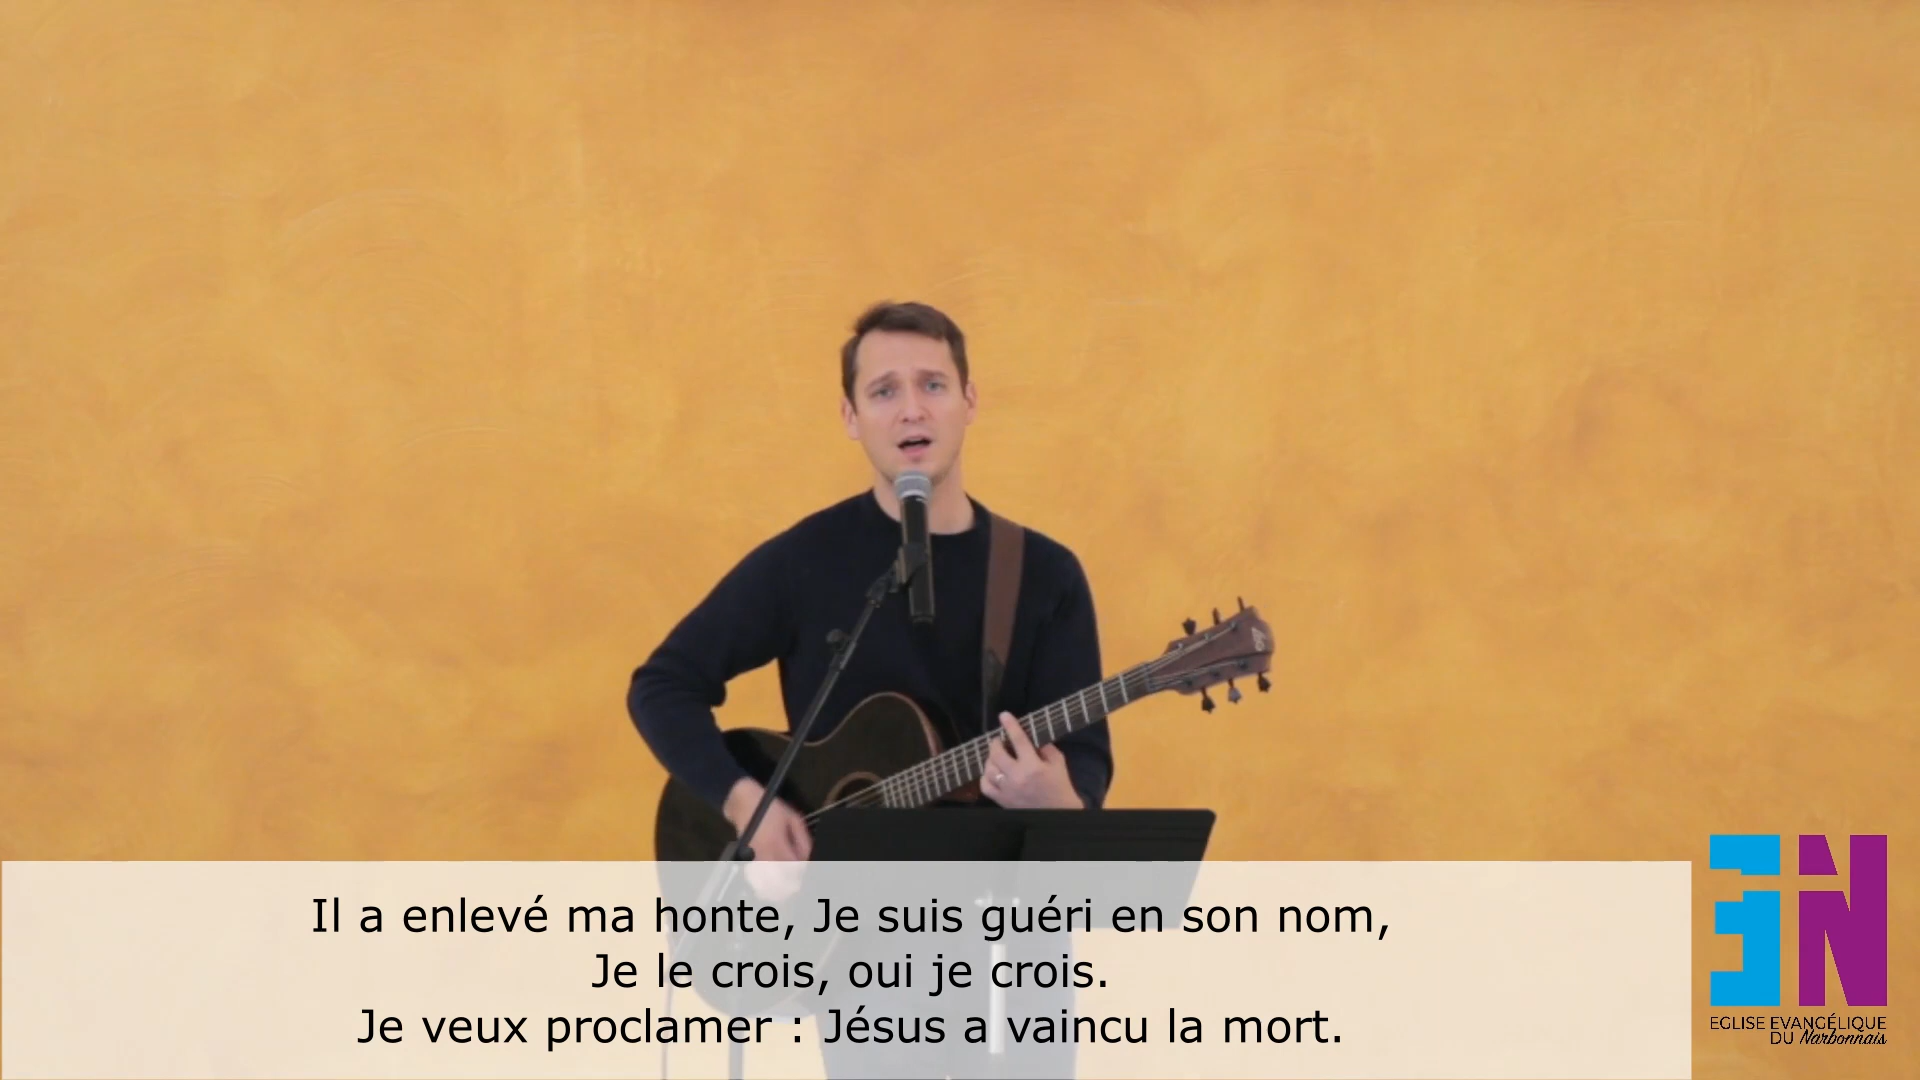 Il a enlevé ma honte, Je suis guéri en son nom,
Je le crois, oui je crois.
Je veux proclamer : Jésus a vaincu la mort.
EN
EGLISE EVANGÉLIQUE
DU Narbonnais